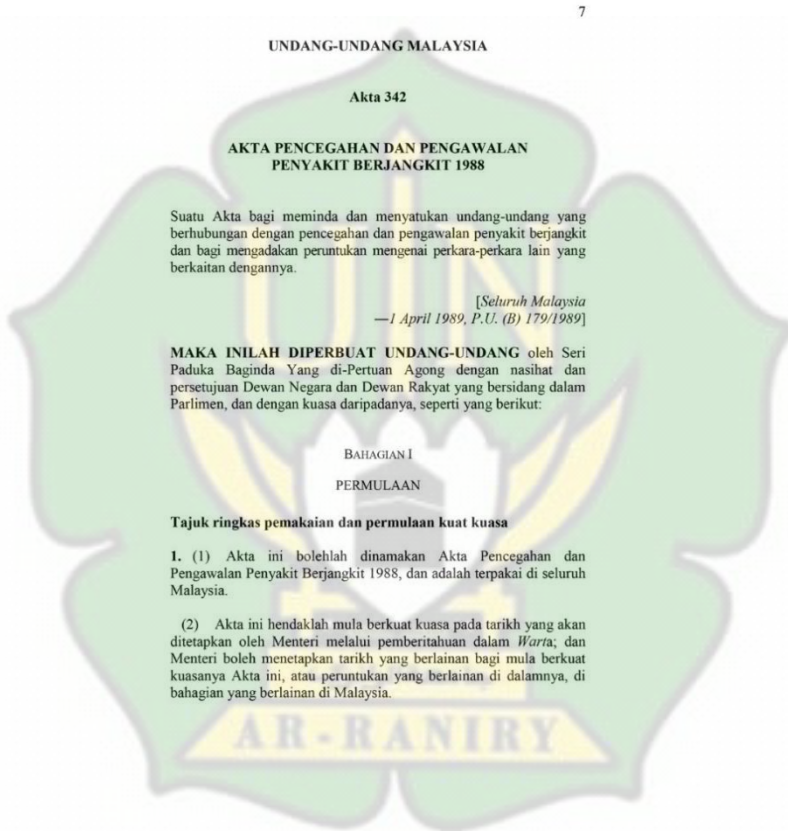 7
UNDANG-UNDANG MALAYSIA
Akta 342
AKTA PENCEGAHAN DAN PENGAWALAN
PENYAKIT BERJANGKIT 1988
Suatu Akta bagi meminda dan menyatukan undang-undang yang
berhubungan dengan pencegahan dan pengawalan penyakit berjangkit
dan bagi mengadakan peruntukan mengenai perkara-perkara lain yang
berkaitan dengannya.
[Seluruh Malaysia
—1 April 1989, P.U. (B) 179/1989]
MAKA INILAH DIPERBUAT UNDANG-UNDANG oleh Seri
Paduka Baginda Yang di-Pertuan Agong dengan nasihat dan
persetujuan Dewan Negara dan Dewan Rakyat yang bersidang dalam
Parlimen, dan dengan kuasa daripadanya, seperti yang berikut:
BAHAGIAN I
PERMULAAN
Tajuk ringkas pemakaian dan permulaan kuat kuasa
1. (1) Akta ini bolehlah dinamakan Akta Pencegahan dan
Pengawalan Penyakit Berjangkit 1988, dan adalah terpakai di seluruh
Malaysia.
(2) Akta ini hendaklah mula berkuat kuasa pada tarikh yang akan
ditetapkan oleh Menteri melalui pemberitahuan dalam Warta; dan
Menteri boleh menetapkan tarikh yang berlainan bagi mula berkuat
kuasanya Akta ini, atau peruntukan yang berlainan di dalamnya, di
bahagian yang berlainan di Malaysia.
UIN
AR-RANIRY